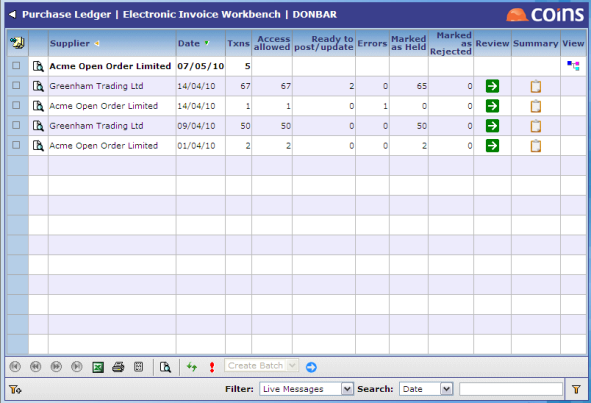 Purchase Ledger | Electronic Invoice Workbench | DONBAR
coins
Supplier Date Txns Access allowed Ready to post/update Errors Marked as Held Marked as Rejected Review Summary View
Acme Open Order Limited 07/05/10 5
Greenham Trading Ltd 14/04/10 67 67 2 0 65 0
Acme Open Order Limited 14/04/10 1 1 0 1 0 0
Greenham Trading Ltd 09/04/10 50 50 0 0 50 0
Acme Open Order Limited 01/04/10 2 2 0 0 2 0
Create Batch
Filter: Live Messages Search: Date